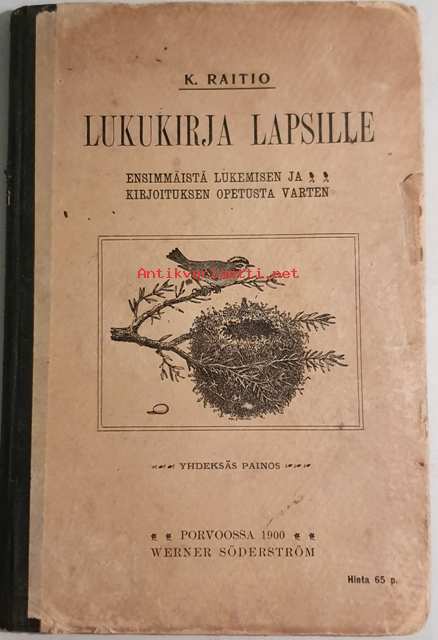 K. RAITIO
LUKUKIRJA LAPSILLE
ENSIMMÄISTÄ LUKEMISEN JA
KIRJOITUKSEN OPETUSTA VARTEN
Antikvariaatti.net
YHDEKSÄS PAINOS
PORVOOSSA 1900
WERNER SÖDERSTRÖM
Hinta 65 p.